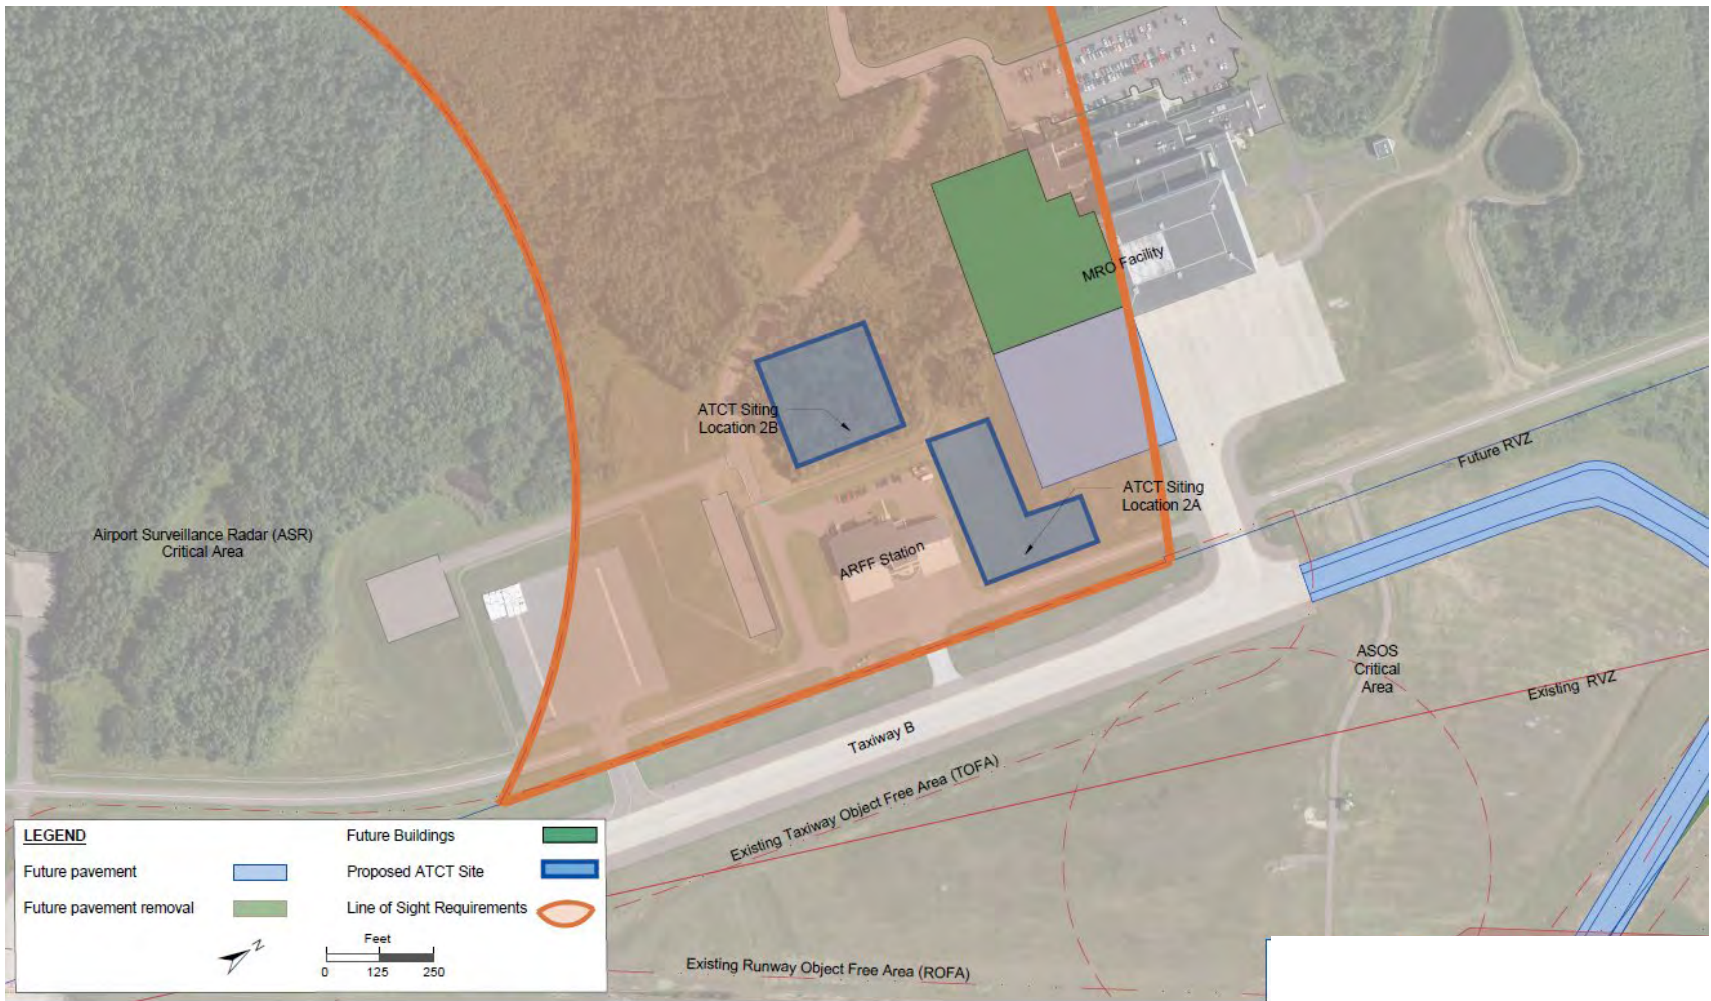 MRO Facility
ATCT Siting
Location 2B
Future RVZ
ATCT Siting
Location 2A
Airport Surveillance Radar (ASR)
Critical Area
ARFF Station
ASOS
Critical
Area
Existing RVZ
Taxiway B
Existing Taxiway Object Free Area (TOFA)
LEGEND
Future pavement
Future pavement removal
Future Buildings
Proposed ATCT Site
Line of Sight Requirements
Z
Feet
0 125 250
Existing Runway Object Free Area (ROFA)